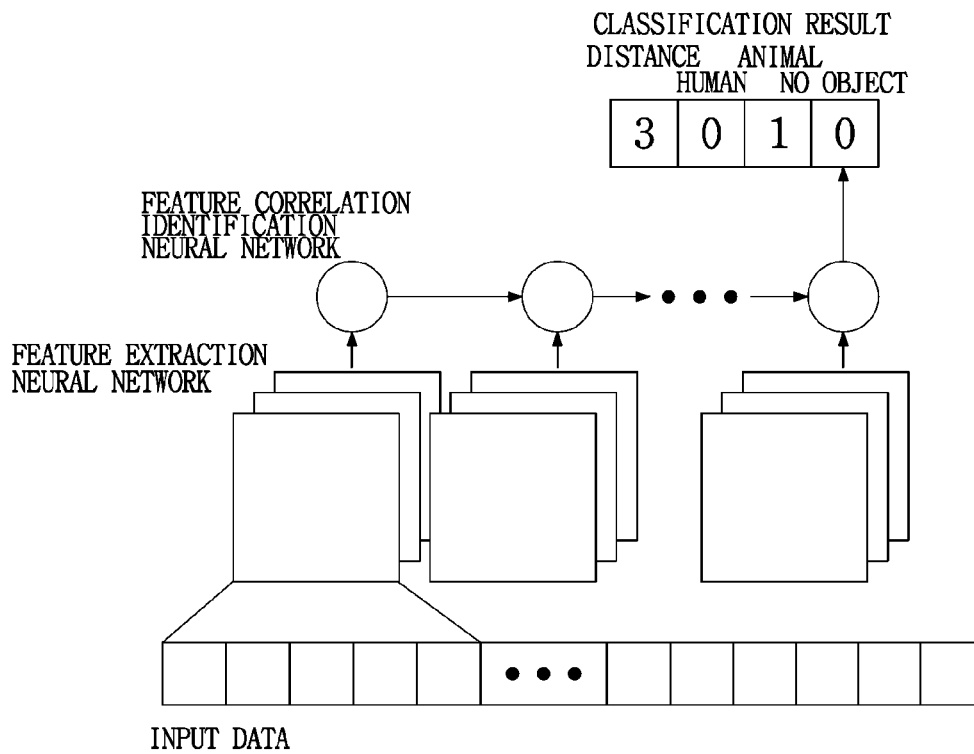 CLASSIFICATION RESULT
DISTANCE ANIMAL
HUMAN NO OBJECT
3 0 1 0
FEATURE CORRELATION
IDENTIFICATION
NEURAL NETWORK
FEATURE EXTRACTION
NEURAL NETWORK
INPUT DATA